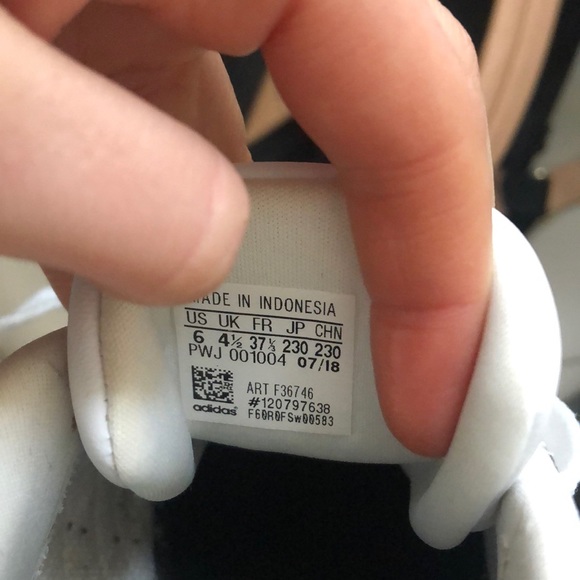 MADE IN INDONESIA
US UK FR JP CHN
6 4½ 37⅓ 230 230
PWJ 001004 07/18
ART F36746
#120797638
adidas F60R0FSW00583